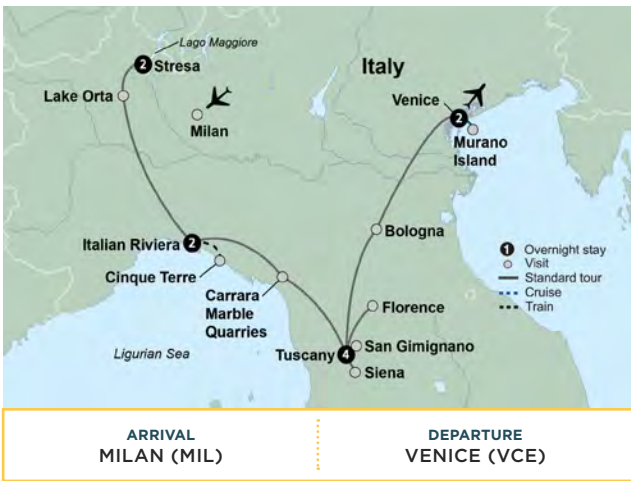 Lago Maggiore
2 Stresa
Italy
Lake Orta
Milan
Venice
2
Murano
Island
Bologna
Italian Riviera 2
Cinque Terre
Carrara
Marble
Quarries
Florence
Ligurian Sea
San Gimignano
Tuscany 4
Siena
1 Overnight stay
Visit
Standard tour
Cruise
Train
ARRIVAL
MILAN (MIL)
DEPARTURE
VENICE (VCE)